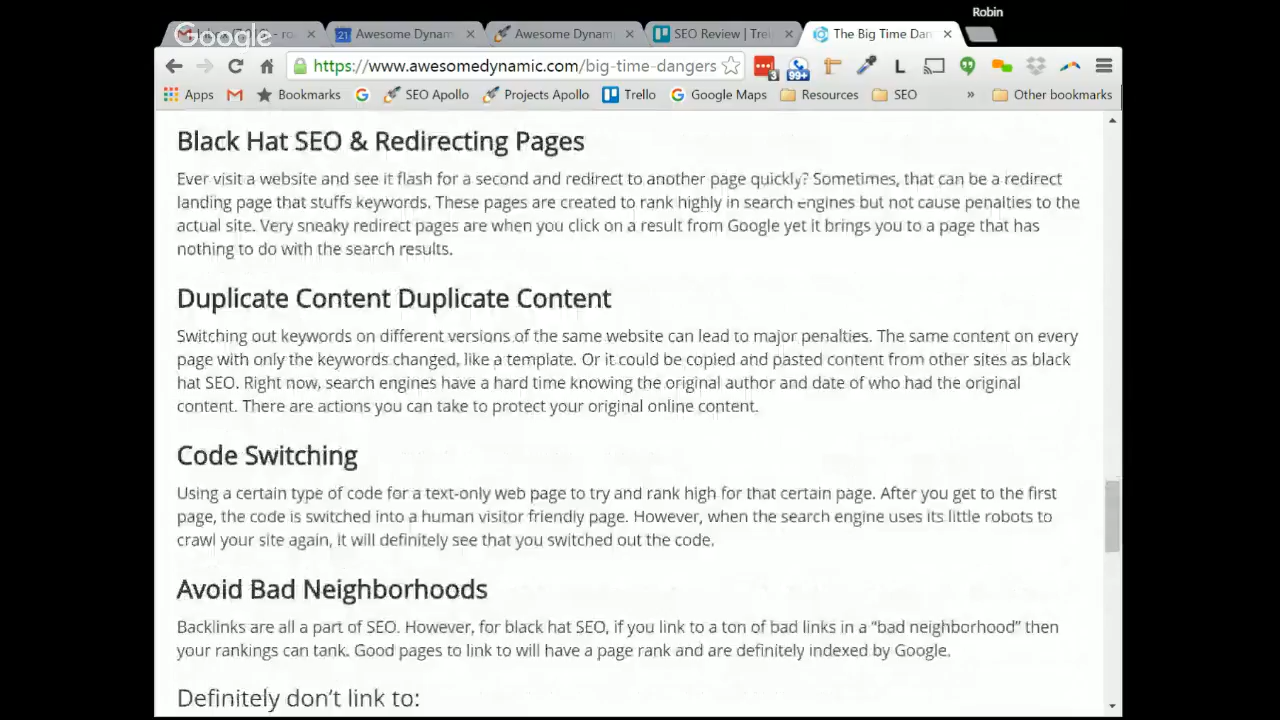 Robin
Google
Awesome Dynam
Awesome Dynam
SEO Review | Trel
The Big Time Dan
https://www.awesomedynamic.com/big-time-dangers
3
99+
L
Apps
Bookmarks
SEO Apollo
Projects Apollo
Trello
Google Maps
Resources
SEO
»
Other bookmarks
Black Hat SEO & Redirecting Pages
Ever visit a website and see it flash for a second and redirect to another page quickly? Sometimes, that can be a redirect
landing page that stuffs keywords. These pages are created to rank highly in search engines but not cause penalties to the
actual site. Very sneaky redirect pages are when you click on a result from Google yet it brings you to a page that has
nothing to do with the search results.
Duplicate Content Duplicate Content
Switching out keywords on different versions of the same website can lead to major penalties. The same content on every
page with only the keywords changed, like a template. Or it could be copied and pasted content from other sites as black
hat SEO. Right now, search engines have a hard time knowing the original author and date of who had the original
content. There are actions you can take to protect your original online content.
Code Switching
Using a certain type of code for a text-only web page to try and rank high for that certain page. After you get to the first
page, the code is switched into a human visitor friendly page. However, when the search engine uses its little robots to
crawl your site again, it will definitely see that you switched out the code.
Avoid Bad Neighborhoods
Backlinks are all a part of SEO. However, for black hat SEO, if you link to a ton of bad links in a “bad neighborhood” then
your rankings can tank. Good pages to link to will have a page rank and are definitely indexed by Google.
Definitely don’t link to: